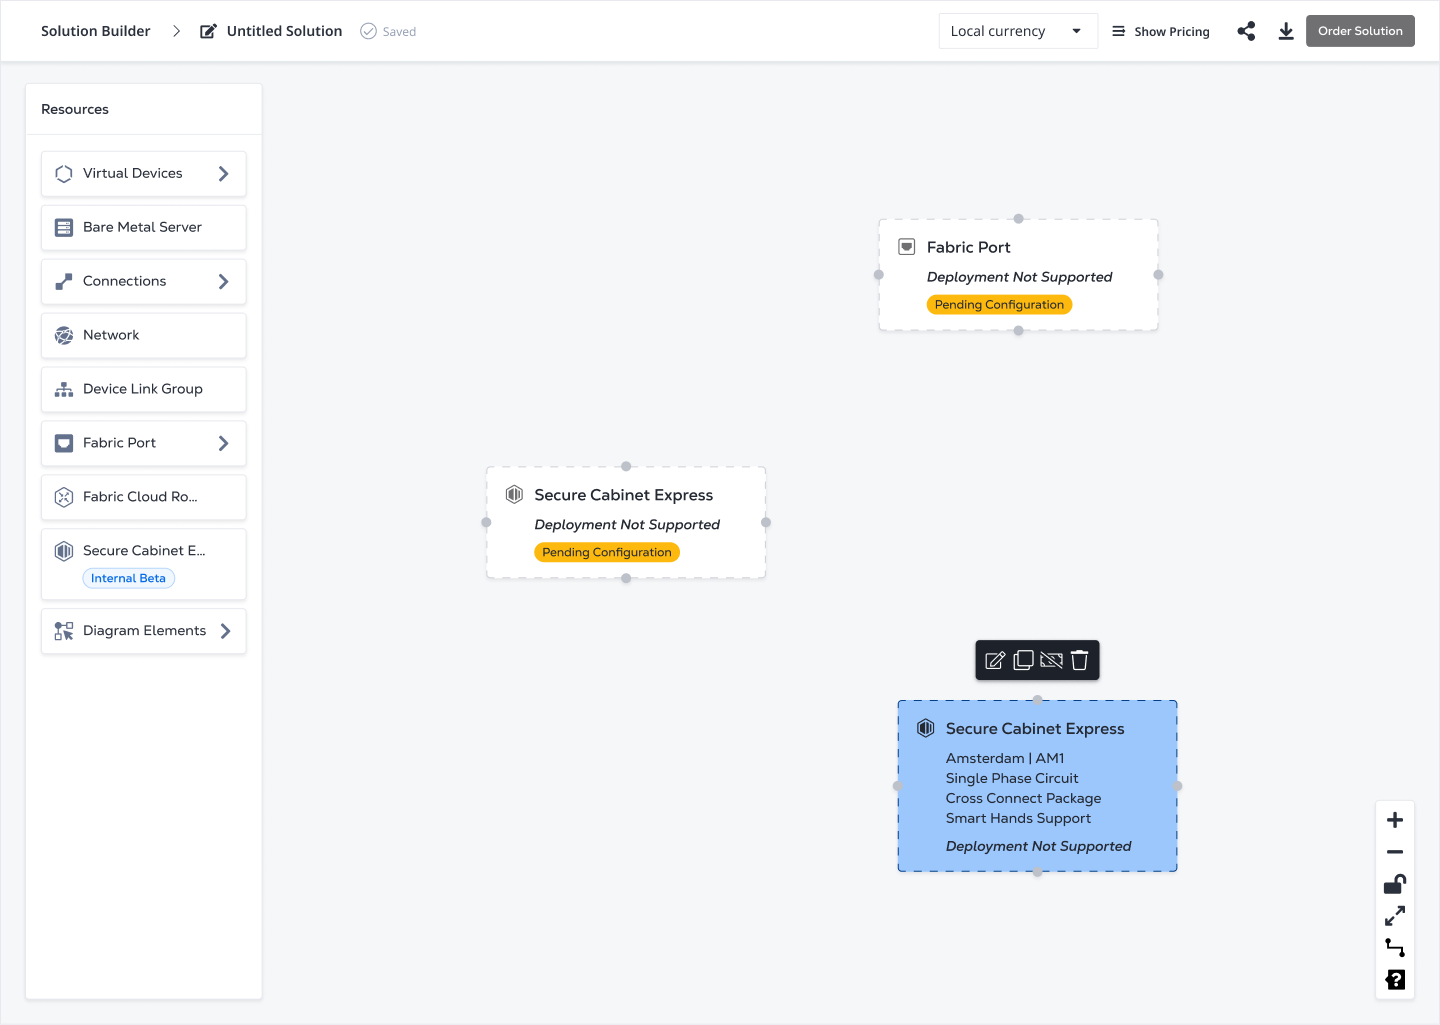 Solution Builder
Untitled Solution
Saved
Local currency
Show Pricing
Order Solution
Resources
Virtual Devices
Bare Metal Server
Connections
Network
Device Link Group
Fabric Port
Fabric Cloud Ro...
Secure Cabinet E...
Internal Beta
Diagram Elements
Fabric Port
Deployment Not Supported
Pending Configuration
Secure Cabinet Express
Deployment Not Supported
Pending Configuration
Secure Cabinet Express
Amsterdam | AM1
Single Phase Circuit
Cross Connect Package
Smart Hands Support
Deployment Not Supported